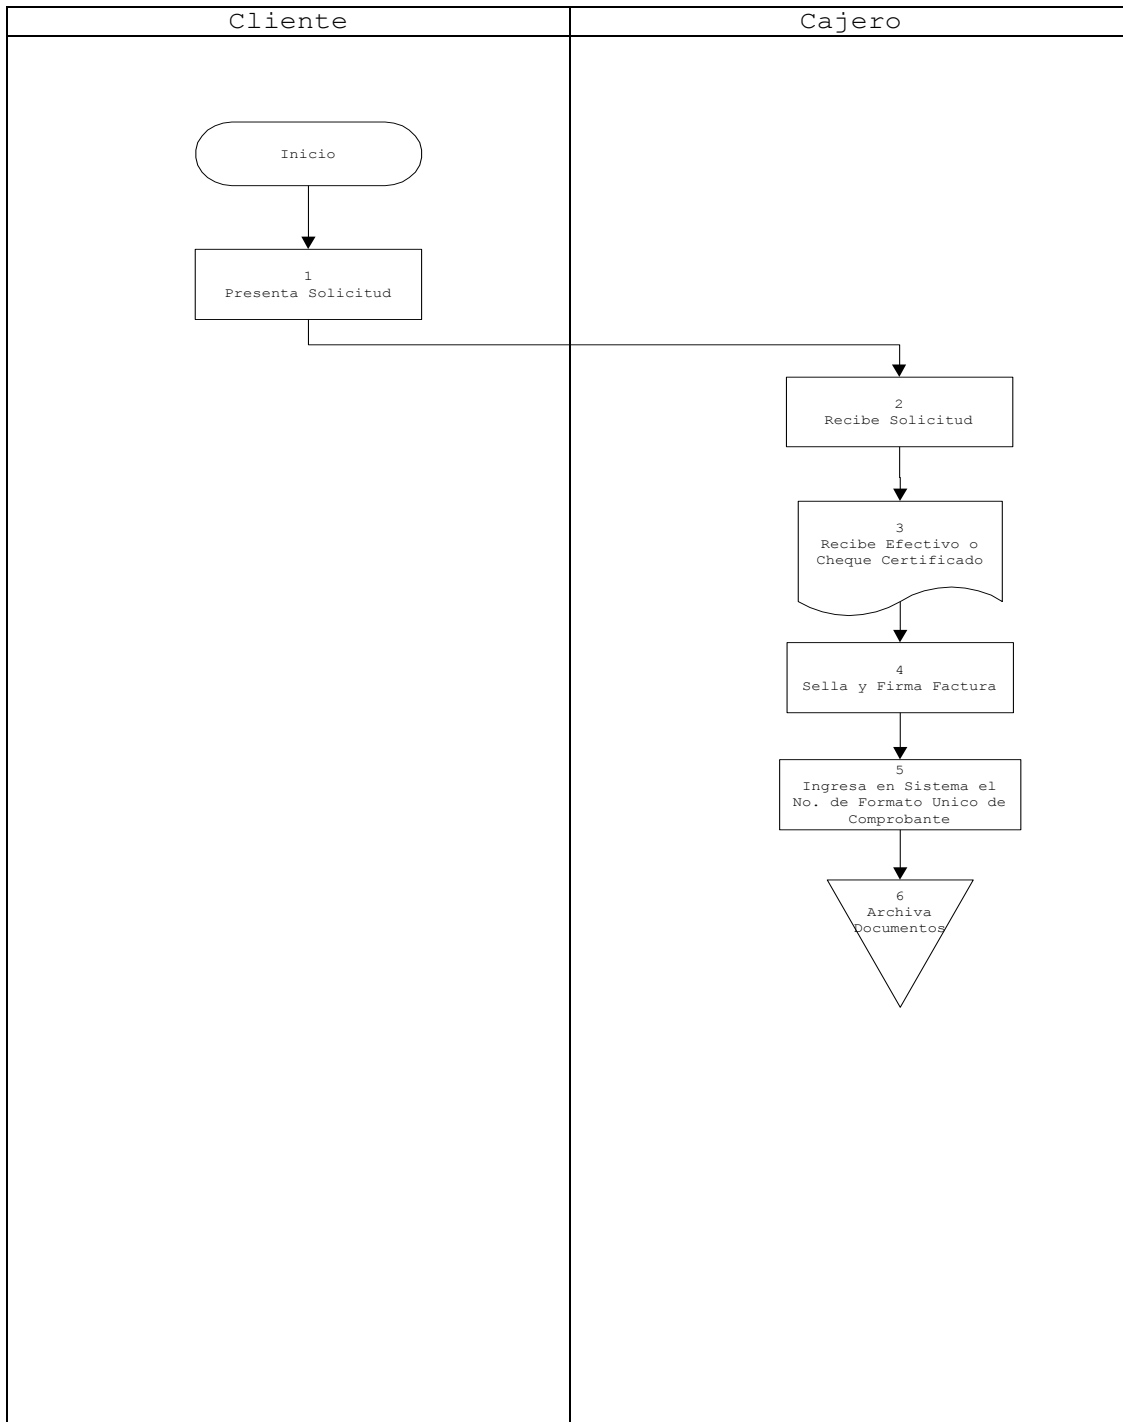 Cliente
Cajero
Inicio
1
Presenta Solicitud
2
Recibe Solicitud
3
Recibe Efectivo o
Cheque Certificado
4
Sella y Firma Factura
5
Ingresa en Sistema el
No. de Formato Unico de
Comprobante
6
Archiva
Documentos